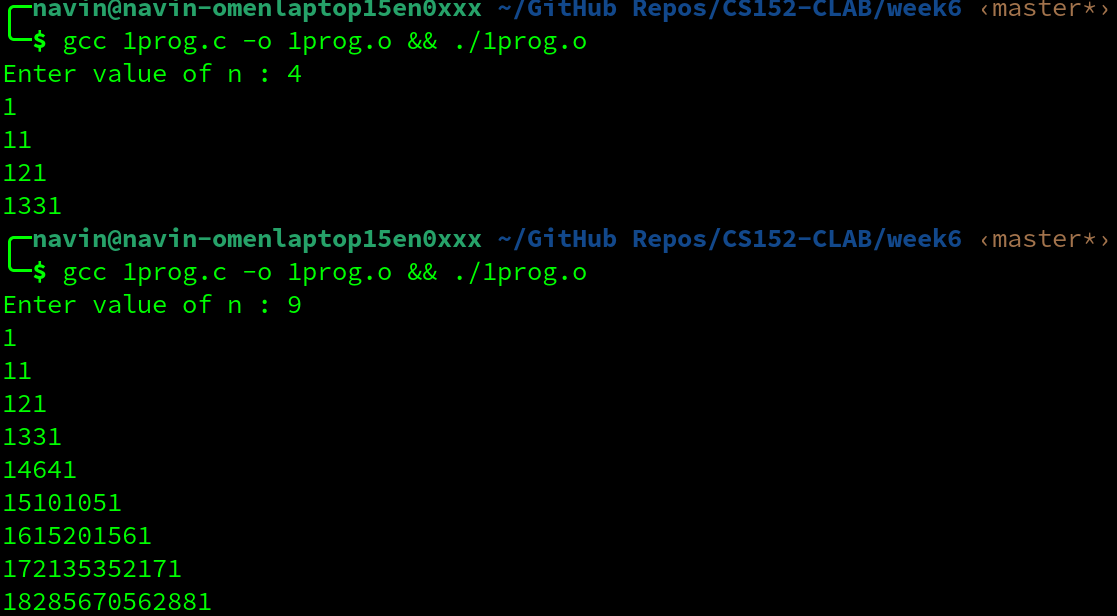 navin@navin-omenlaptop15en0xxx ~/GitHub Repos/CS152-CLAB/week6 ‹master*›
$ gcc 1prog.c -o 1prog.o && ./1prog.o
Enter value of n : 4
1
11
121
1331
navin@navin-omenlaptop15en0xxx ~/GitHub Repos/CS152-CLAB/week6 ‹master*›
$ gcc 1prog.c -o 1prog.o && ./1prog.o
Enter value of n : 9
1
11
121
1331
14641
15101051
1615201561
172135352171
18285670562881